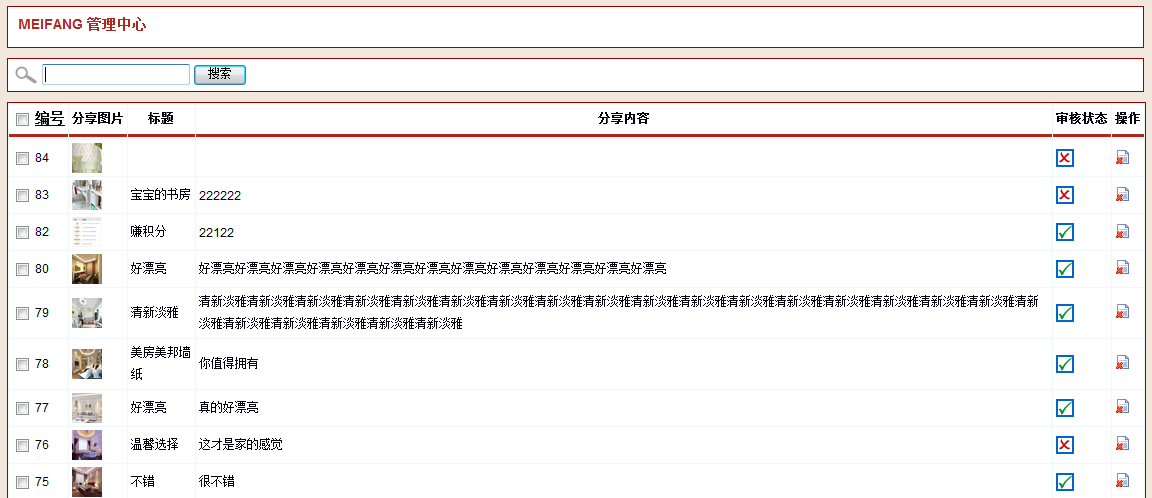 MEIFANG 管理中心
搜索
编号 分享图片 标题 分享内容 审核状态 操作
84
83 宝宝的书房 222222
82 赚积分 22122
80 好漂亮 好漂亮好漂亮好漂亮好漂亮好漂亮好漂亮好漂亮好漂亮好漂亮好漂亮好漂亮好漂亮好漂亮
79 清新淡雅 清新淡雅清新淡雅清新淡雅清新淡雅清新淡雅清新淡雅清新淡雅清新淡雅清新淡雅清新淡雅清新淡雅清新淡雅清新淡雅清新淡雅清新淡雅清新淡雅清新淡雅清新
淡雅清新淡雅清新淡雅清新淡雅清新淡雅清新淡雅
78 美房美邦墙
纸 你值得拥有
77 好漂亮 真的好漂亮
76 温馨选择 这才是家的感觉
75 不错 很不错